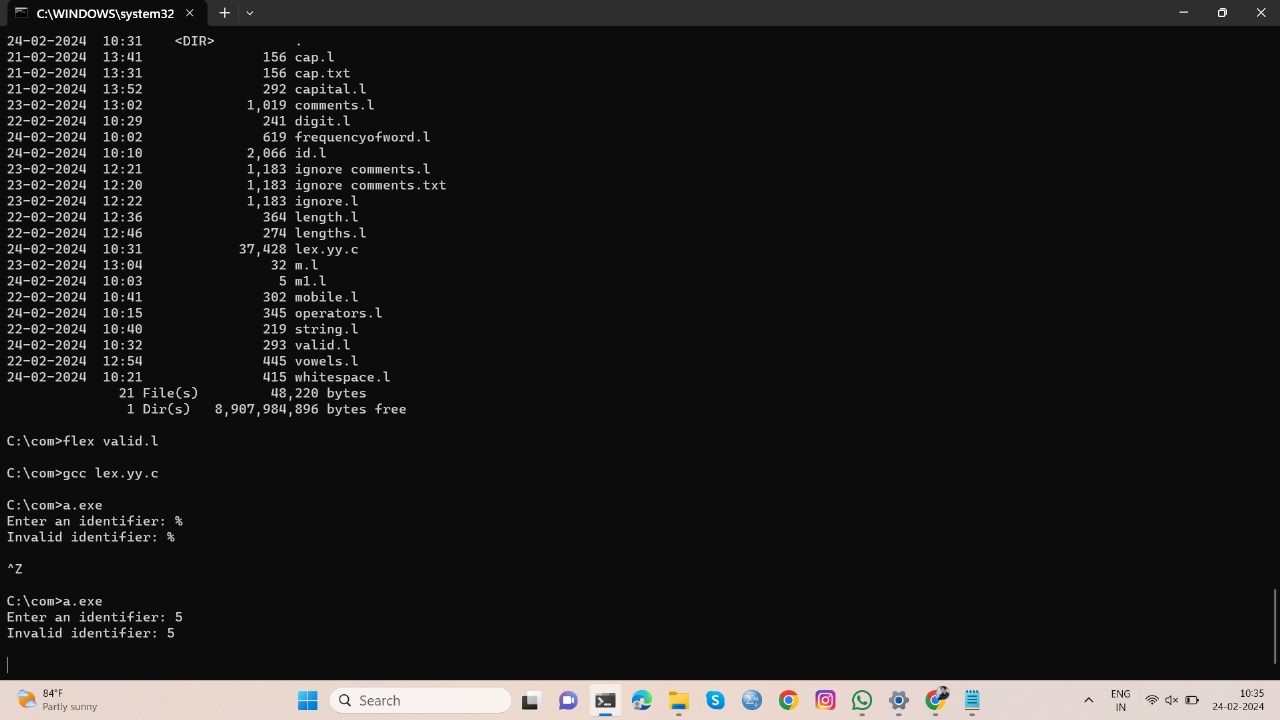 C:\WINDOWS\system32
24-02-2024  10:31    <DIR>          .
21-02-2024  13:41               156 cap.l
21-02-2024  13:31               156 cap.txt
21-02-2024  13:52               292 capital.l
23-02-2024  13:02             1,019 comments.l
22-02-2024  10:29               241 digit.l
24-02-2024  10:02               619 frequencyofword.l
24-02-2024  10:10             2,066 id.l
23-02-2024  12:21             1,183 ignore comments.l
23-02-2024  12:20             1,183 ignore comments.txt
23-02-2024  12:22             1,183 ignore.l
22-02-2024  12:36               364 length.l
22-02-2024  12:46               274 lengths.l
24-02-2024  10:31            37,428 lex.yy.c
23-02-2024  13:04                32 m.l
24-02-2024  10:03                 5 m1.l
22-02-2024  10:41               302 mobile.l
24-02-2024  10:15               345 operators.l
22-02-2024  10:40               219 string.l
24-02-2024  10:32               293 valid.l
22-02-2024  12:54               445 vowels.l
24-02-2024  10:21               415 whitespace.l
21 File(s)         48,220 bytes
1 Dir(s)   8,907,984,896 bytes free
C:\com>flex valid.l
C:\com>gcc lex.yy.c
C:\com>a.exe
Enter an identifier: %
Invalid identifier: %
^Z
C:\com>a.exe
Enter an identifier: 5
Invalid identifier: 5
84°F
Partly sunny
Search
ENG
IN
10:35
24-02-2024